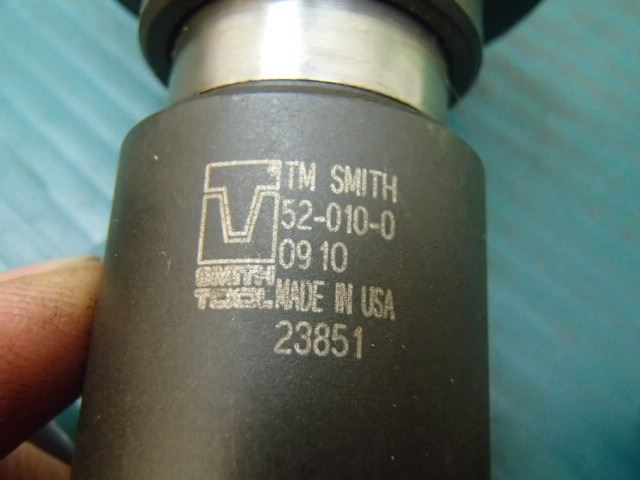 TM SMITH
52-010-0
09 10
SMITH
TOOL
MADE IN USA
23851